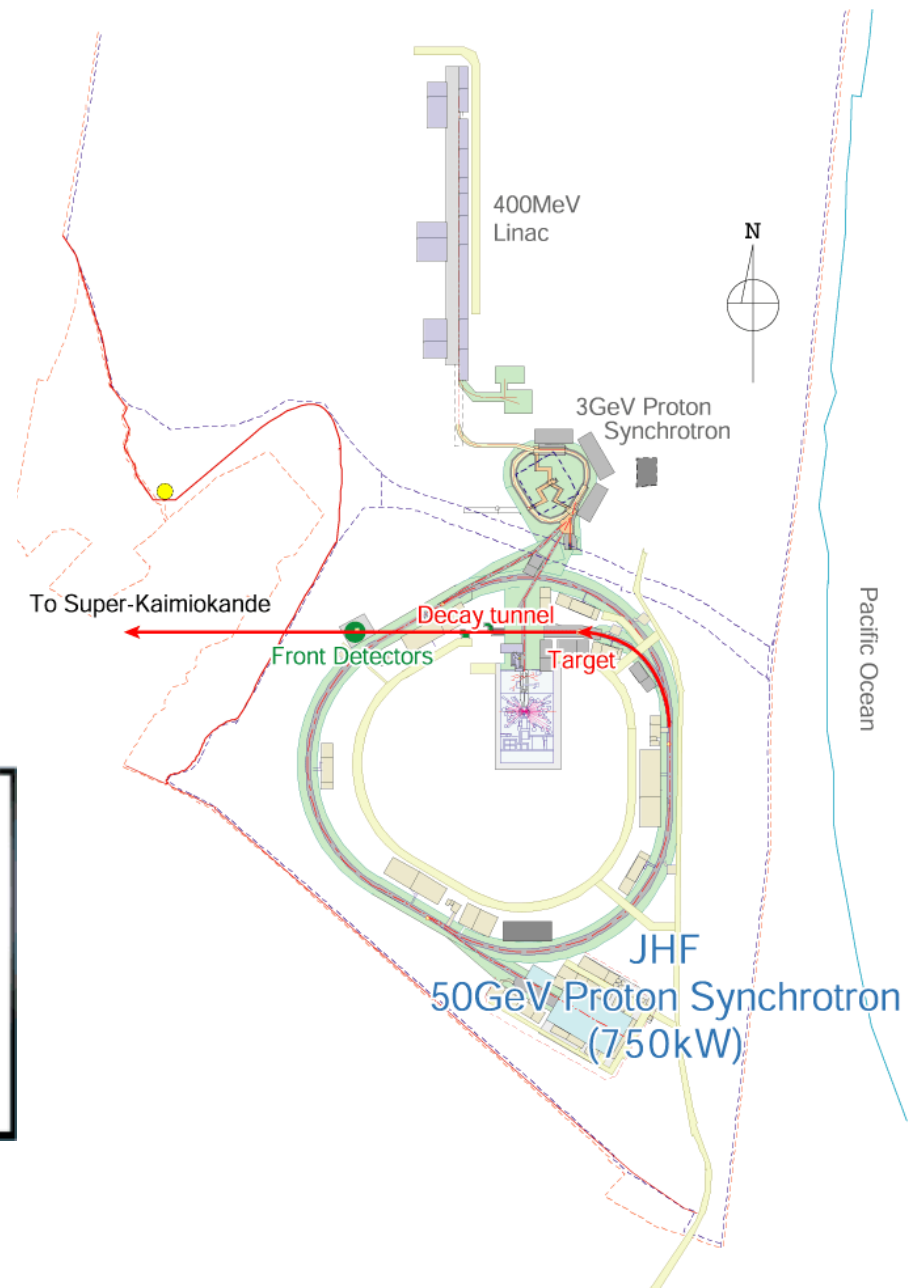 400MeV
Linac
N
3GeV Proton
Synchrotron
To Super-Kaimiokande
Decay tunnel
Front Detectors
Target
Pacific Ocean
JHF
50GeV Proton Synchrotron
(750kW)